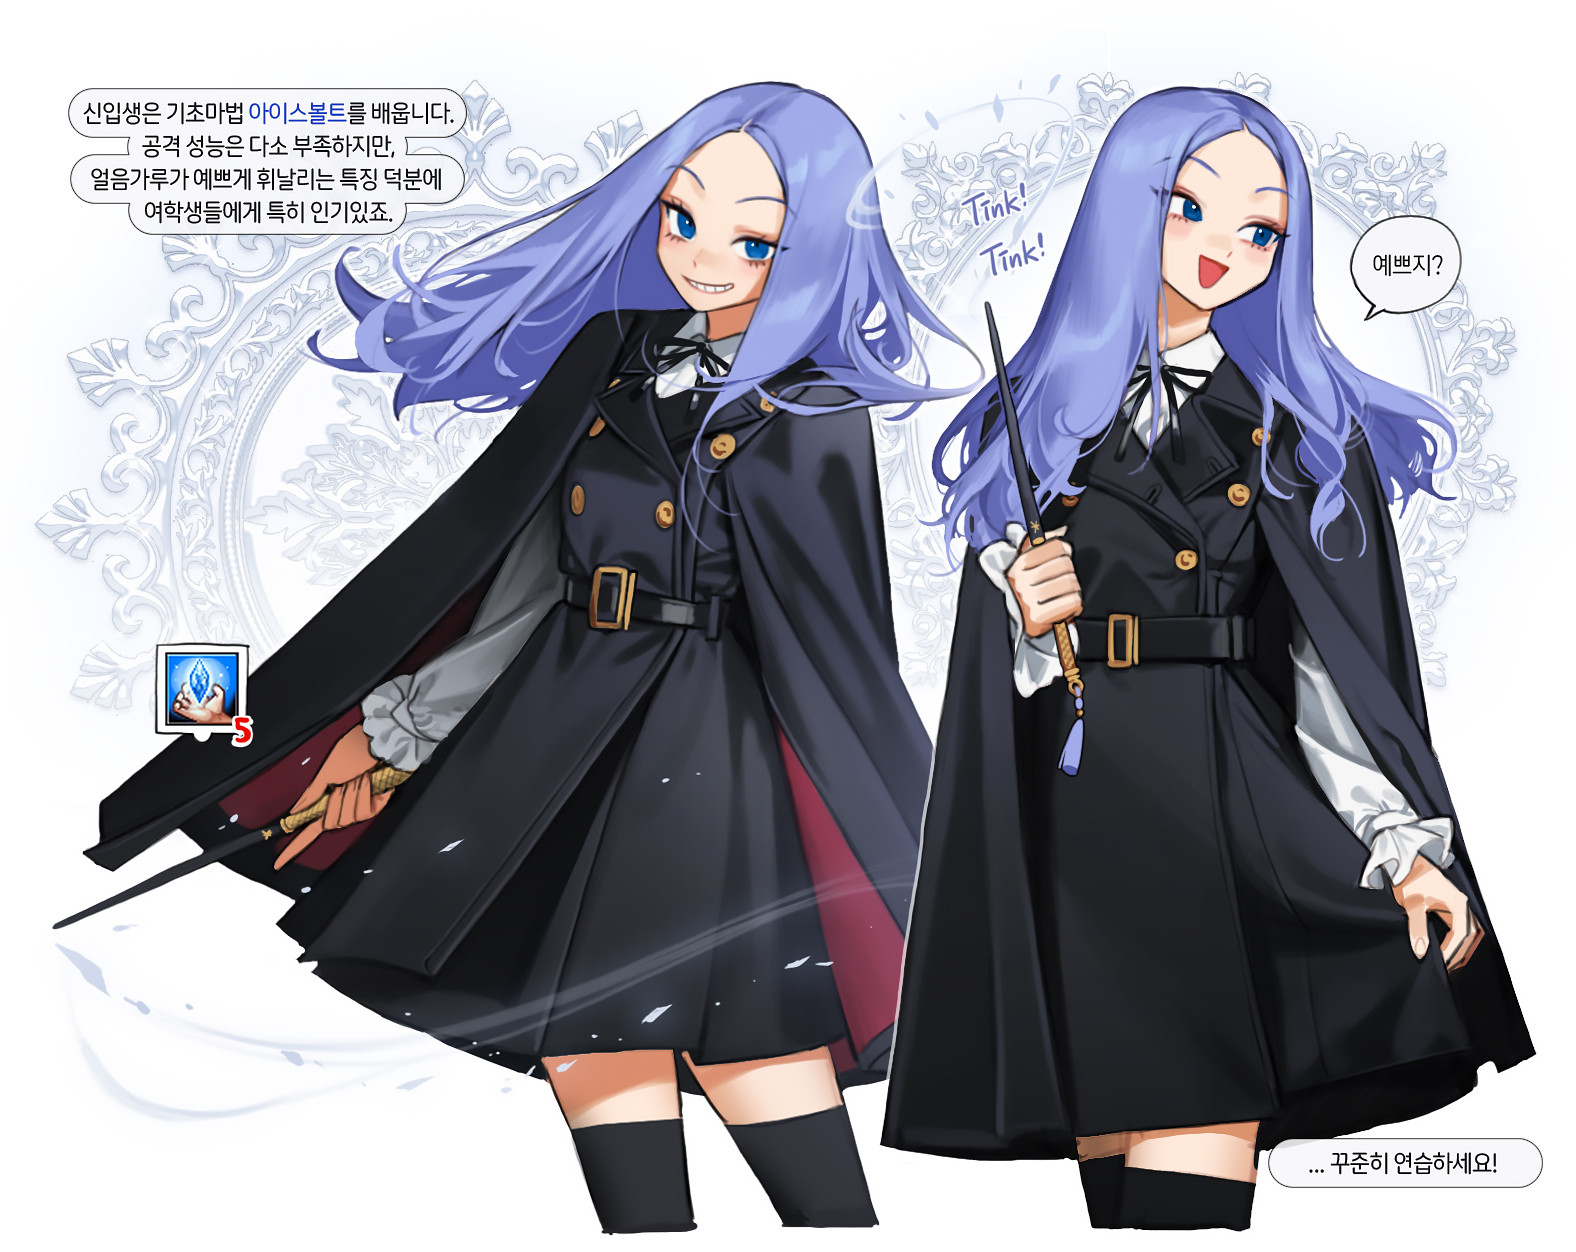 신입생은 기초마법 아이스볼트를 배웁니다.
공격 성능은 다소 부족하지만,
얼음가루가 예쁘게 휘날리는 특징 덕분에
여학생들에게 특히 인기있죠.
Tink!
Tink!
예쁘지?
5
... 꾸준히 연습하세요!